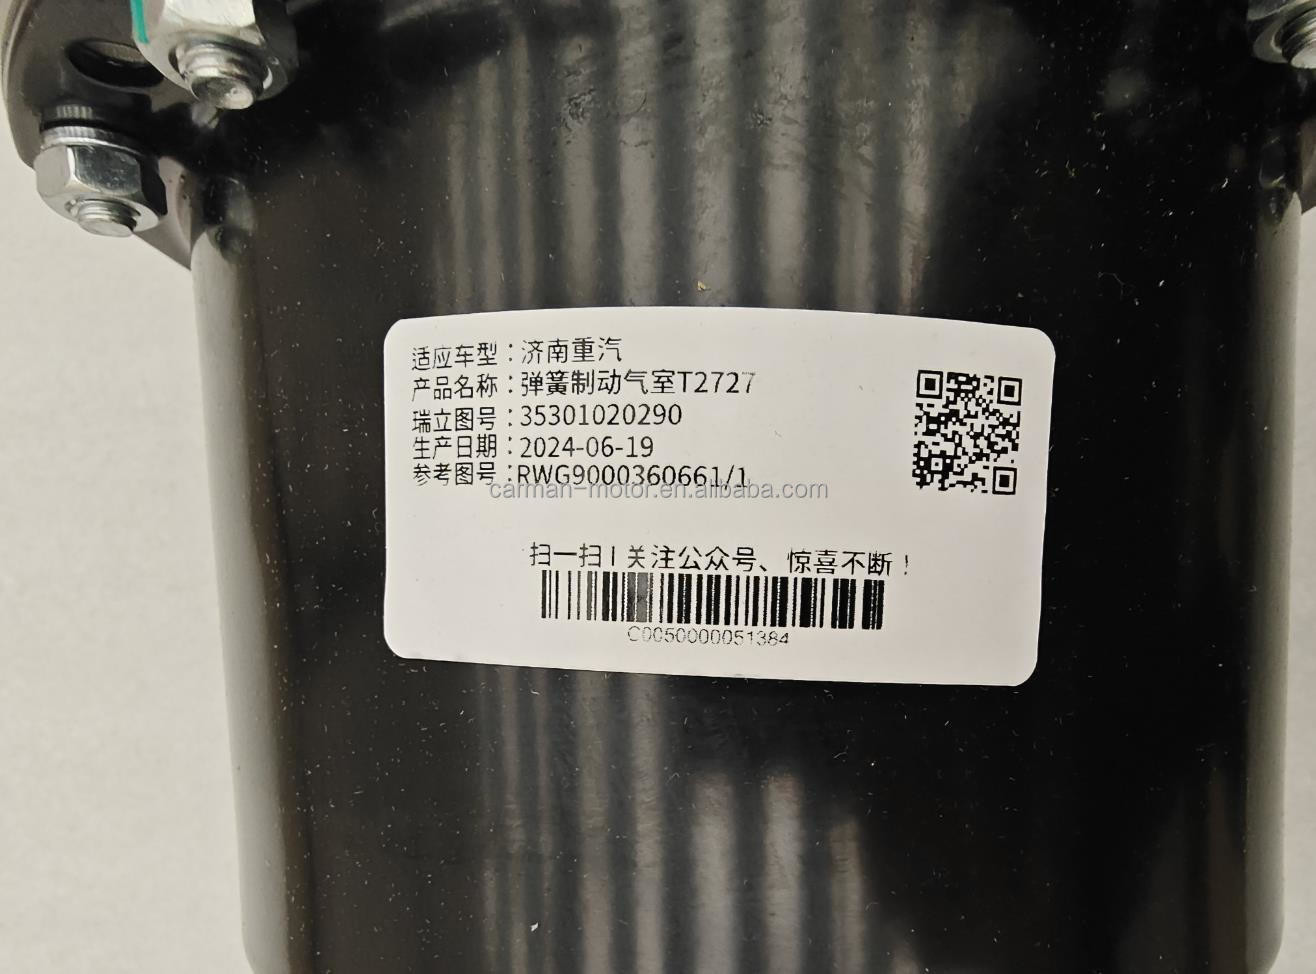 适应车型：济南重汽
产品名称：弹簧制动气室T2727
瑞立图号：35301020290
生产日期：2024-06-19
参考图号：RWG9000360661/1
carman-motor.en.alibaba.com
扫一扫|关注公众号、惊喜不断！
C0050000051384